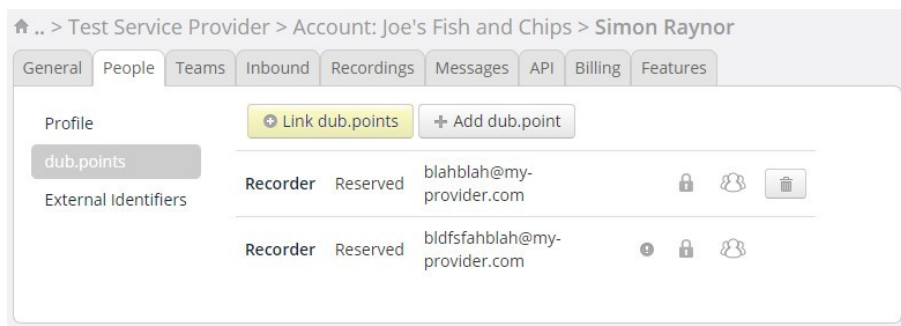 .. > Test Service Provider > Account: Joe's Fish and Chips > Simon Raynor
General People Teams Inbound Recordings Messages API Billing Features
Profile
Link dub.points + Add dub.point
dub.points
External Identifiers
Recorder Reserved blahblah@my-
provider.com
Recorder Reserved bldfsfahblah@my-
provider.com